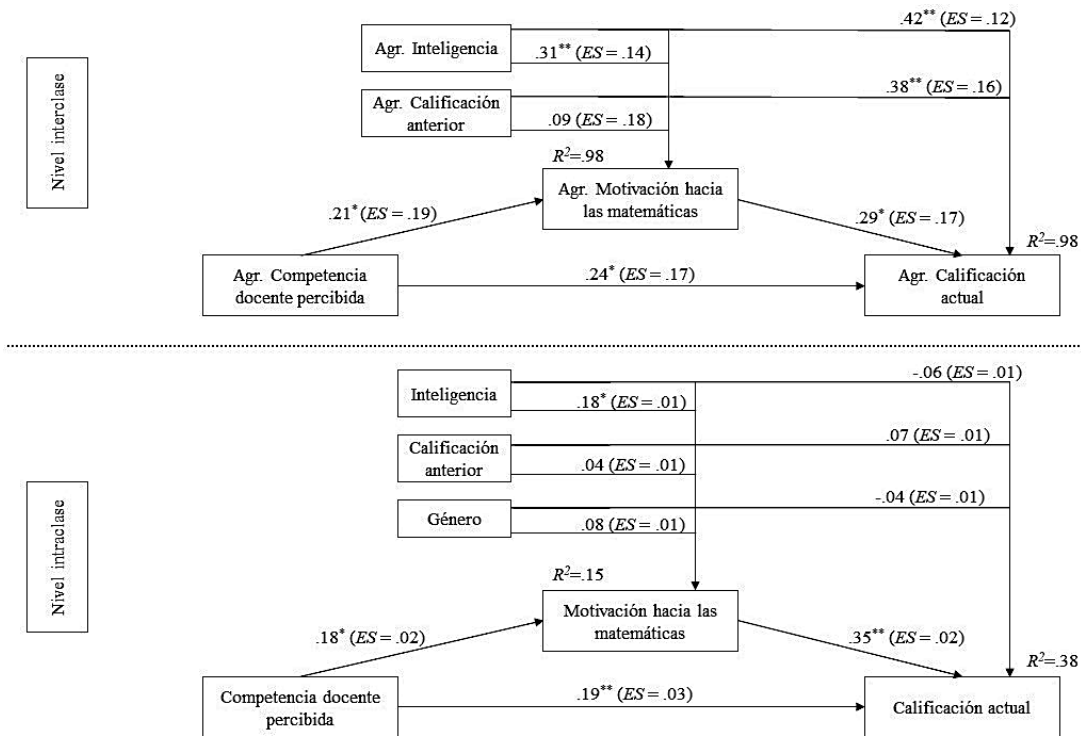 Nivel interclase
Agr. Inteligencia
.42** (ES = .12)
.31** (ES = .14)
Agr. Calificación
anterior
.38** (ES = .16)
.09 (ES = .18)
R²=.98
Agr. Motivación hacia
las matemáticas
.21* (ES = .19)
.29* (ES = .17)
R²=.98
Agr. Competencia
docente percibida
.24* (ES = .17)
Agr. Calificación
actual
Nivel intraclase
Inteligencia
-.06 (ES = .01)
.18* (ES = .01)
Calificación
anterior
.07 (ES = .01)
.04 (ES = .01)
Género
-.04 (ES = .01)
.08 (ES = .01)
R²=.15
Motivación hacia las
matemáticas
.18* (ES = .02)
.35** (ES = .02)
R²=.38
Competencia docente
percibida
.19** (ES = .03)
Calificación actual